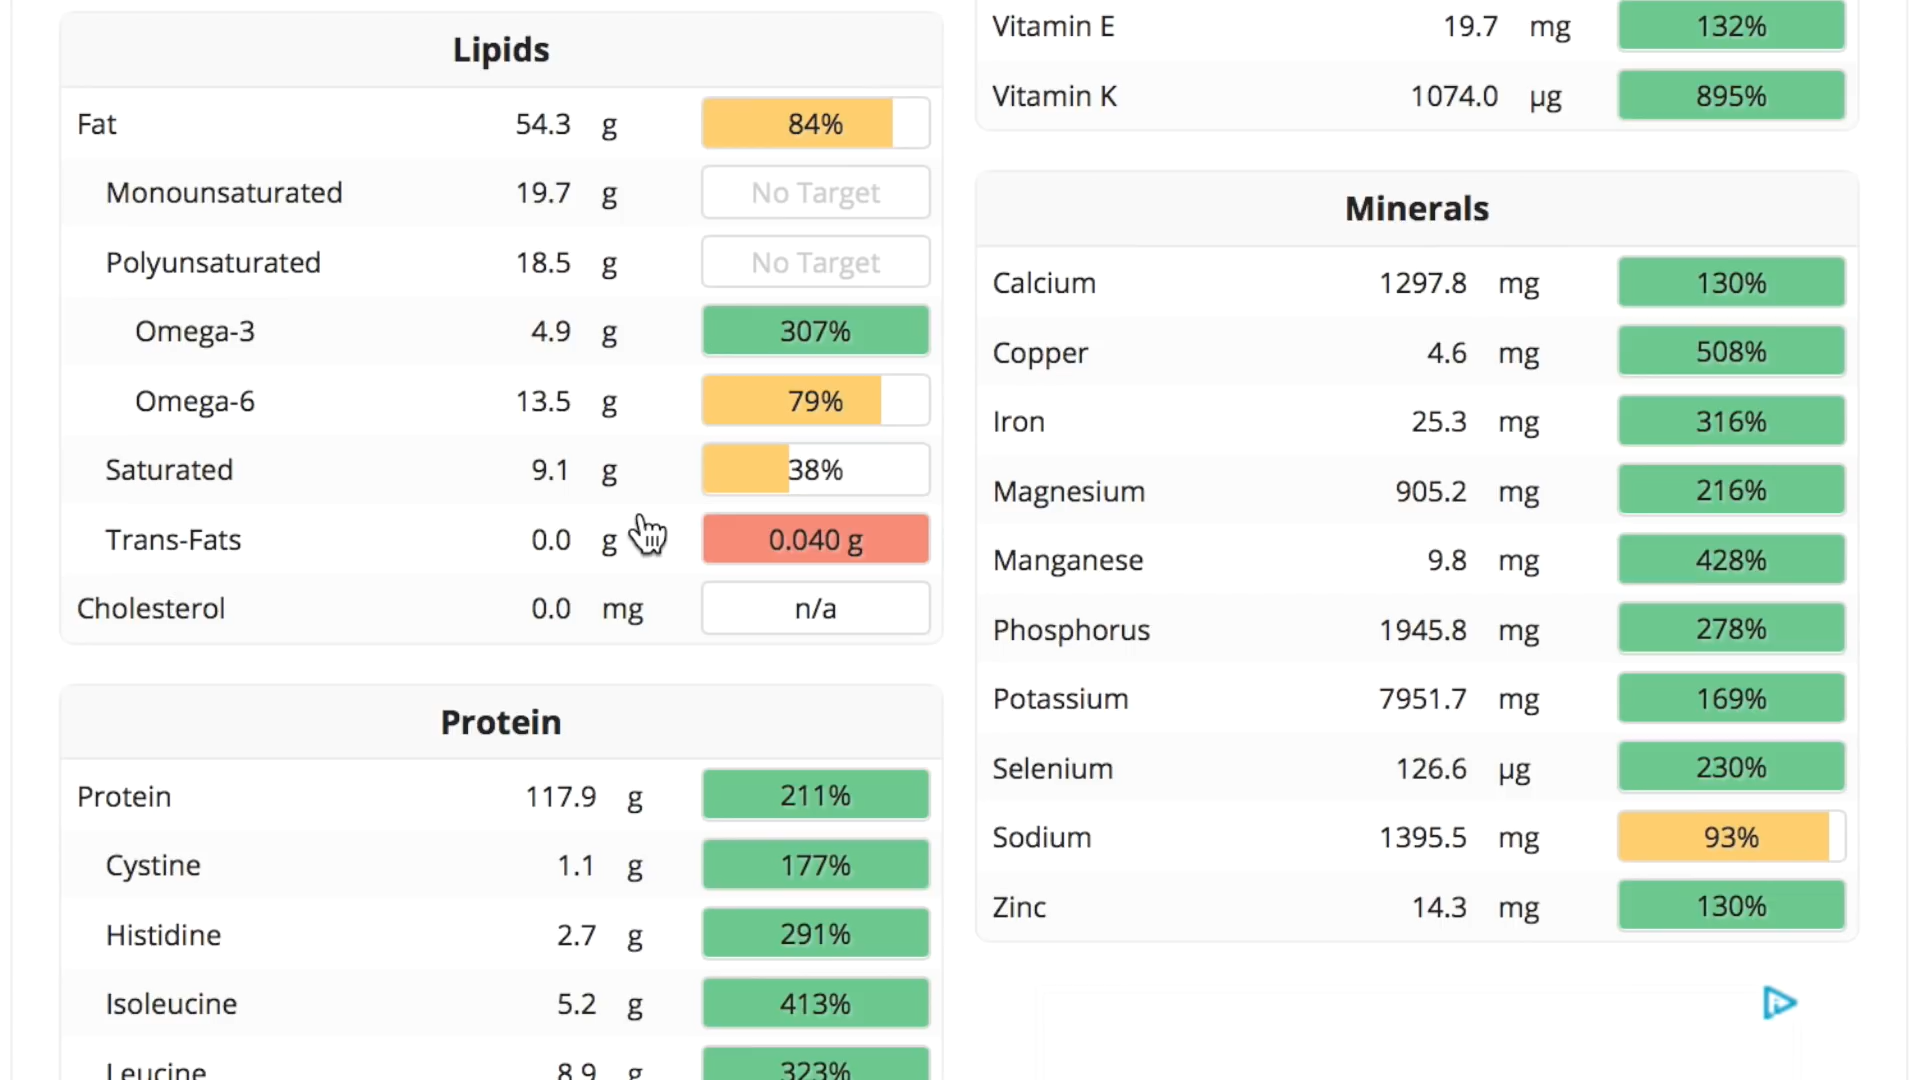 Lipids
Fat 54.3 g 84%
Monounsaturated 19.7 g No Target
Polyunsaturated 18.5 g No Target
Omega-3 4.9 g 307%
Omega-6 13.5 g 79%
Saturated 9.1 g 38%
Trans-Fats 0.0 g 0.040 g
Cholesterol 0.0 mg n/a
Protein
Protein 117.9 g 211%
Cystine 1.1 g 177%
Histidine 2.7 g 291%
Isoleucine 5.2 g 413%
Leucine 8.9 g 323%
Vitamin E 19.7 mg 132%
Vitamin K 1074.0 µg 895%
Minerals
Calcium 1297.8 mg 130%
Copper 4.6 mg 508%
Iron 25.3 mg 316%
Magnesium 905.2 mg 216%
Manganese 9.8 mg 428%
Phosphorus 1945.8 mg 278%
Potassium 7951.7 mg 169%
Selenium 126.6 µg 230%
Sodium 1395.5 mg 93%
Zinc 14.3 mg 130%